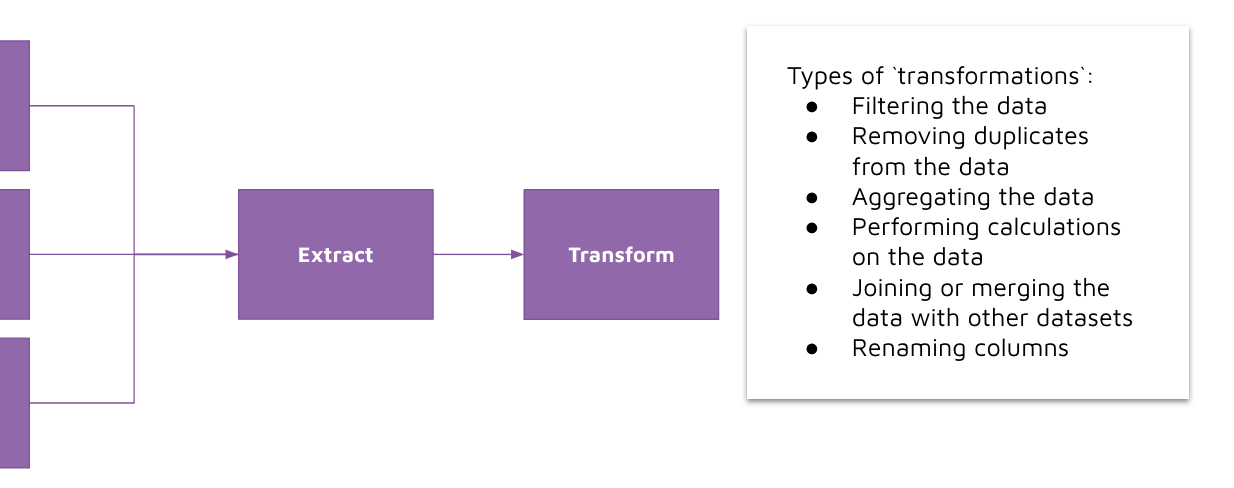 Extract
Transform
Types of `transformations`:
● Filtering the data
● Removing duplicates
from the data
● Aggregating the data
● Performing calculations
on the data
● Joining or merging the
data with other datasets
● Renaming columns